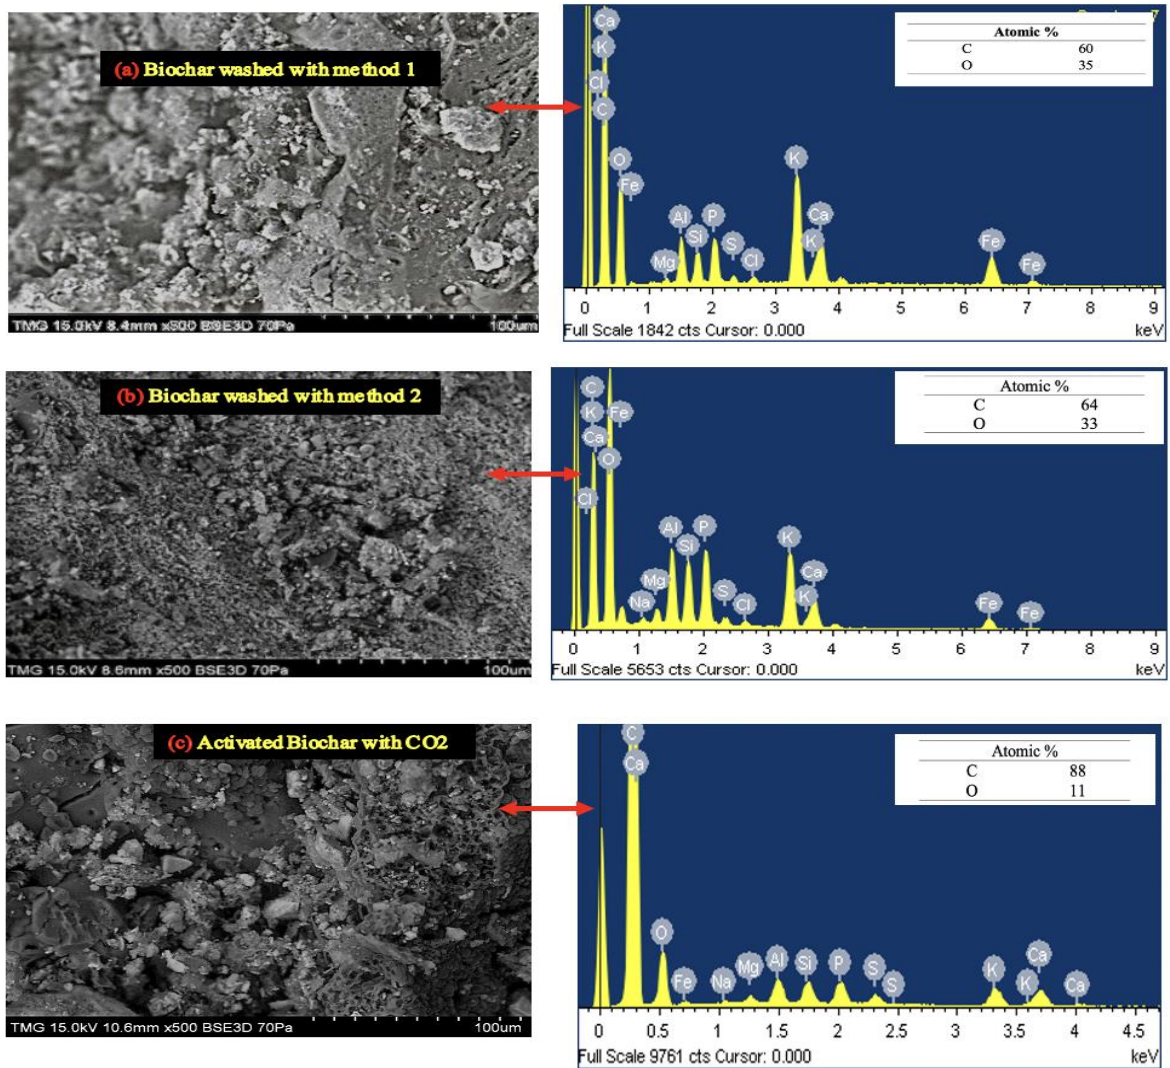 (a) Biochar washed with method 1
TMG 15.0kV 8.4mm x500 BSE3D 70Pa 100um
Ca
K
Cl
C
O
Fe
Mg
Al
Si
P
S
Cl
K
K
Ca
Fe
Fe
Atomic %
C 60
O 35
0 1 2 3 4 5 6 7 8 9
Full Scale 1842 cts Cursor: 0.000 keV
(b) Biochar washed with method 2
TMG 15.0kV 8.6mm x500 BSE3D 70Pa 100um
C
K
Fe
Ca
O
Cl
Na
Mg
Al
Si
P
S
Cl
K
K
Ca
Fe
Fe
Atomic %
C 64
O 33
0 1 2 3 4 5 6 7 8 9
Full Scale 5653 cts Cursor: 0.000 keV
(c) Activated Biochar with CO2
TMG 15.0kV 10.6mm x500 BSE3D 70Pa 100um
C
Ca
O
Fe
Na
Mg
Al
Si
P
S
S
K
K
Ca
Ca
Atomic %
C 88
O 11
0 0.5 1 1.5 2 2.5 3 3.5 4 4.5
Full Scale 9761 cts Cursor: 0.000 keV